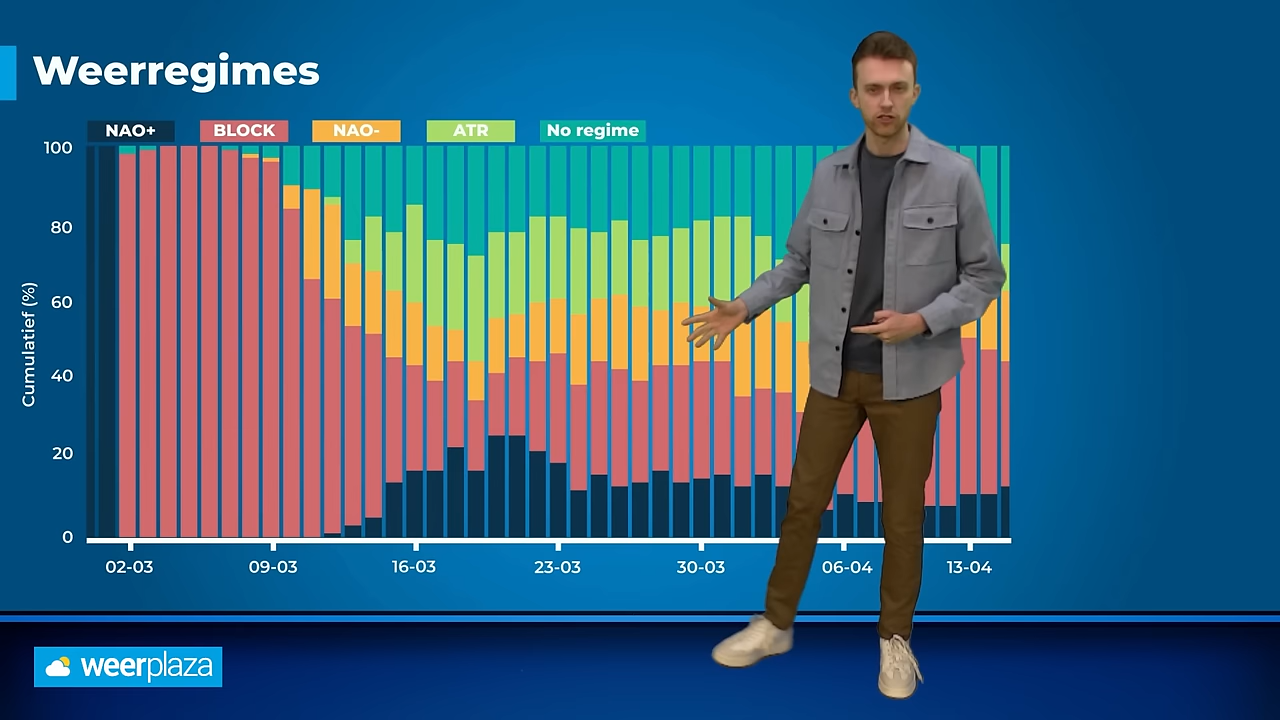 Weerregimes
NAO+ BLOCK NAO- ATR No regime
100
80
60
40
20
0
Cumulatief (%)
02-03 09-03 16-03 23-03 30-03 06-04 13-04
weerplaza